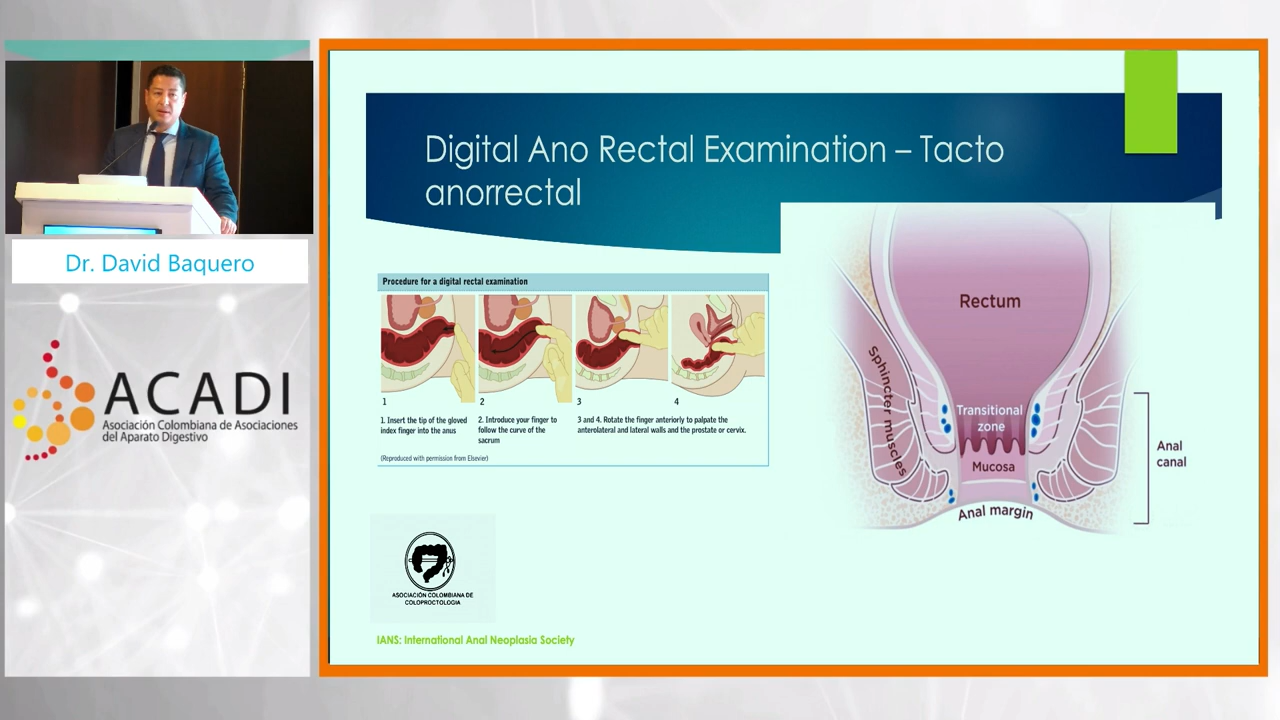 Digital Ano Rectal Examination – Tacto
anorrectal
Dr. David Baquero
ACADI
Asociación Colombiana de Asociaciones
del Aparato Digestivo
Procedure for a digital rectal examination
1
2
3
4
1. Insert the tip of the gloved
index finger into the anus
2. Introduce your finger to
follow the curve of the
sacrum
3 and 4. Rotate the finger anteriorly to palpate the
anterolateral and lateral walls and the prostate or cervix.
(Reproduced with permission from Elsevier)
Rectum
Sphincter muscles
Transitional
zone
Mucosa
Anal
canal
Anal margin
ASOCIACIÓN COLOMBIANA DE
COLOPROCTOLOGIA
IANS: International Anal Neoplasia Society